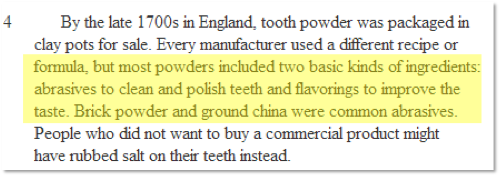 4 By the late 1700s in England, tooth powder was packaged in
clay pots for sale. Every manufacturer used a different recipe or
formula, but most powders included two basic kinds of ingredients:
abrasives to clean and polish teeth and flavorings to improve the
taste. Brick powder and ground china were common abrasives.
People who did not want to buy a commercial product might
have rubbed salt on their teeth instead.